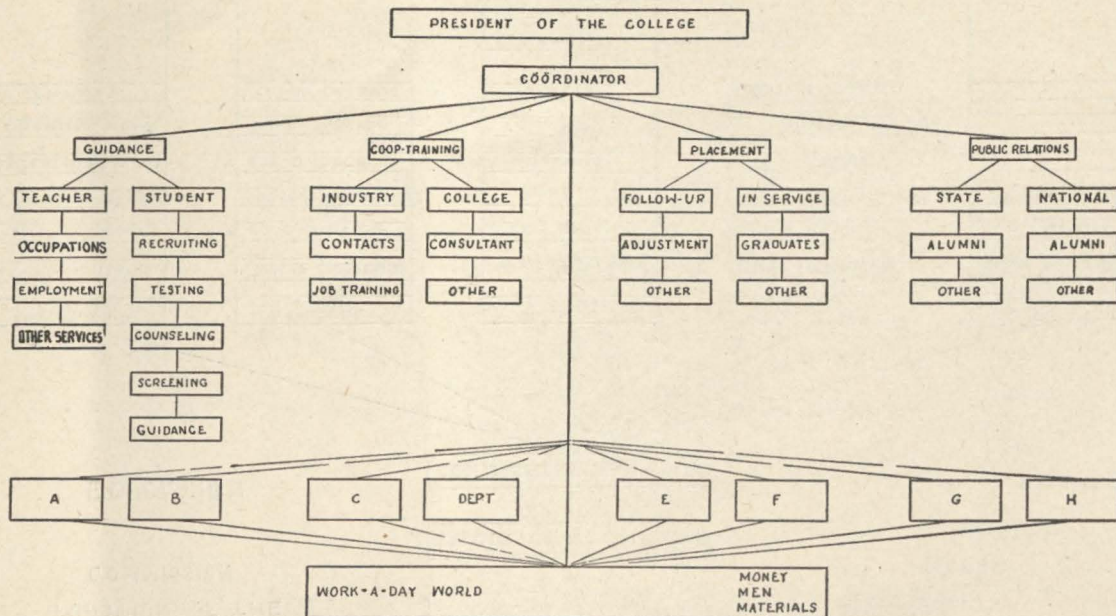 PRESIDENT OF THE COLLEGE
COÖRDINATOR
GUIDANCE
COOP-TRAINING
PLACEMENT
PUBLIC RELATIONS
TEACHER
STUDENT
INDUSTRY
COLLEGE
FOLLOW-UP
IN SERVICE
STATE
NATIONAL
OCCUPATIONS
RECRUITING
CONTACTS
CONSULTANT
ADJUSTMENT
GRADUATES
ALUMNI
ALUMNI
EMPLOYMENT
TESTING
JOB TRAINING
OTHER
OTHER
OTHER
OTHER
OTHER
OTHER SERVICES
COUNSELING
SCREENING
GUIDANCE
A
B
C
DEPT
E
F
G
H
WORK-A-DAY WORLD
MONEY
MEN
MATERIALS